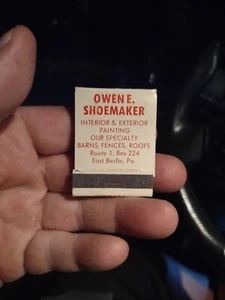 OWEN E.
SHOEMAKER
INTERIOR & EXTERIOR
PAINTING
OUR SPECIALTY
BARNS, FENCES, ROOFS
Route 1, Box 224
East Berlin, Pa.